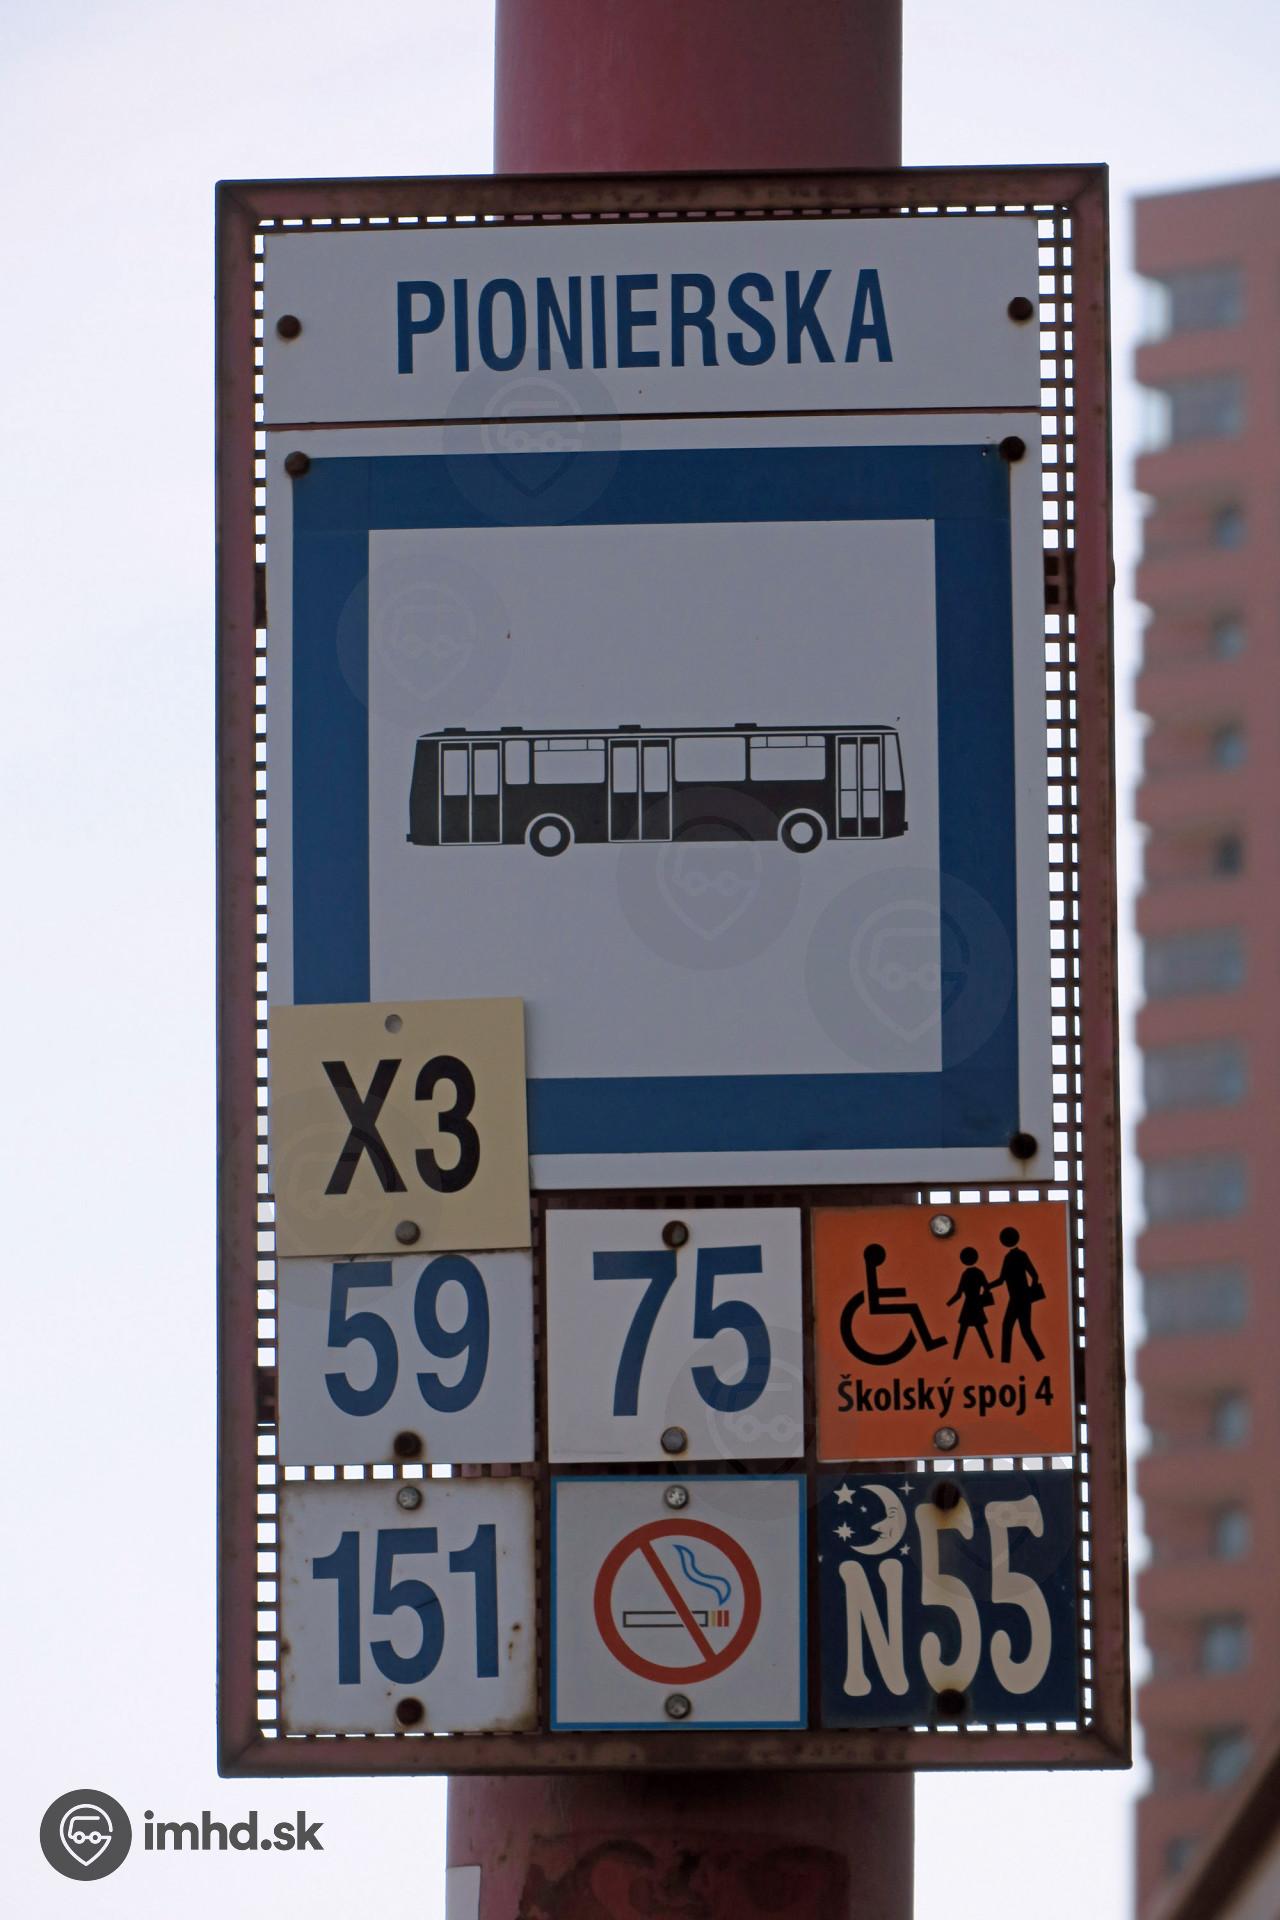 PIONIERSKA
X3
59
75
Školský spoj 4
151
N55
imhd.sk